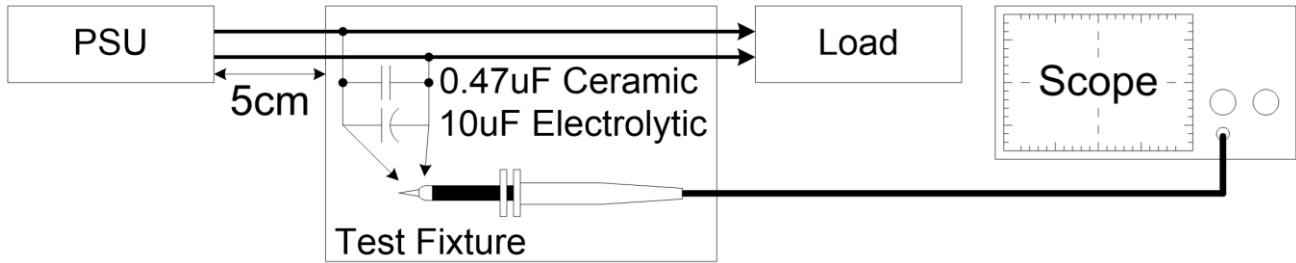 PSU
Load
Scope
5cm
0.47uF Ceramic
10uF Electrolytic
Test Fixture